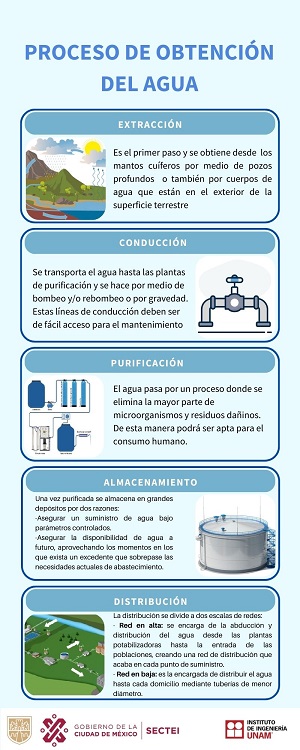 PROCESO DE OBTENCIÓN
DEL AGUA
EXTRACCIÓN
Es el primer paso y se obtiene desde los
mantos cuíferos por medio de pozos
profundos o también por cuerpos de
agua que están en el exterior de la
superficie terrestre
CONDUCCIÓN
Se transporta el agua hasta las plantas
de purificación y se hace por medio de
bombeo y/o rebombeo o por gravedad.
Estas líneas de conducción deben ser
de fácil acceso para el mantenimiento
PURIFICACIÓN
El agua pasa por un proceso donde se
elimina la mayor parte de
microorganismos y residuos dañinos.
De esta manera podrá ser apta para el
consumo humano.
ALMACENAMIENTO
Una vez purificada se almacena en grandes
depósitos por dos razones:
-Asegurar un suministro de agua bajo
parámetros controlados.
-Asegurar la disponibilidad de agua a
futuro, aprovechando los momentos en los
que exista un excedente que sobrepase las
necesidades actuales de abastecimiento.
DISTRIBUCIÓN
La distribución se divide a dos escalas de redes:
- Red en alta: se encarga de la abducción y
distribución del agua desde las plantas
potabilizadoras hasta la entrada de las
poblaciones, creando una red de distribución que
acaba en cada punto de suministro.
- Red en baja: es la encargada de distribuir el agua
hasta cada domicilio mediante tuberías de menor
diámetro.
GOBIERNO DE LA
CIUDAD DE MÉXICO
SECTEI
INSTITUTO
DE INGENIERÍA
UNAM